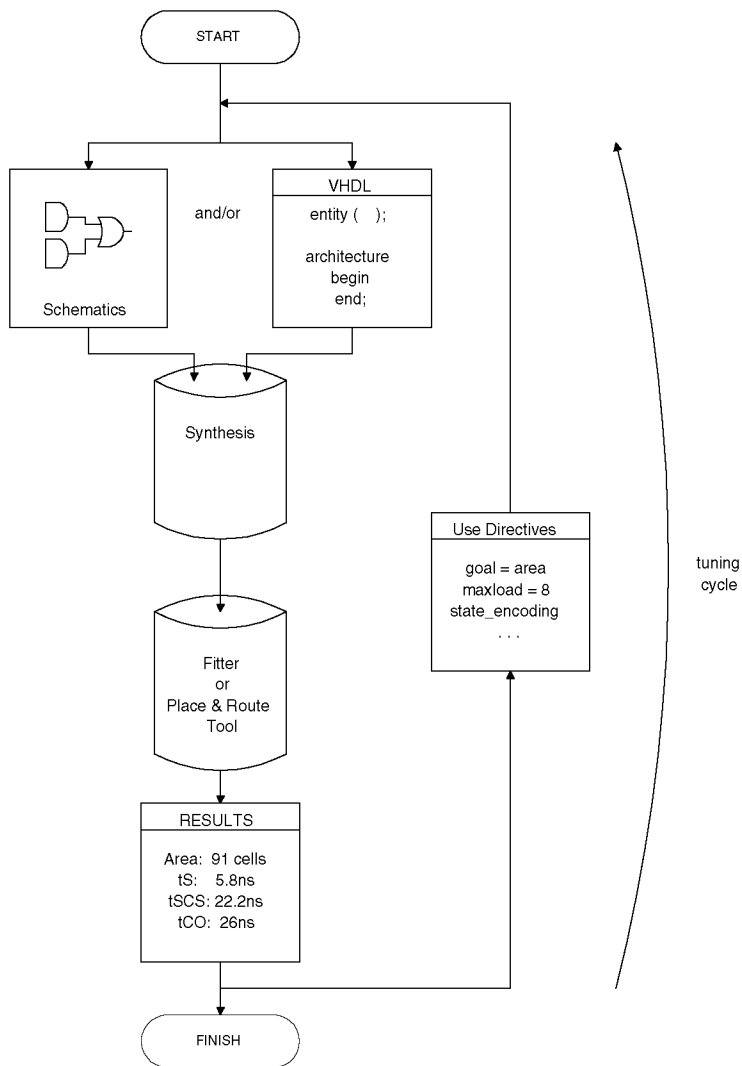 START
and/or
Schematics
VHDL
entity (    );
architecture
begin
end;
Synthesis
Use Directives
goal = area
maxload = 8
state_encoding
. . .
tuning
cycle
Fitter
or
Place & Route
Tool
RESULTS
Area:  91 cells
tS:    5.8ns
tSCS: 22.2ns
tCO:  26ns
FINISH